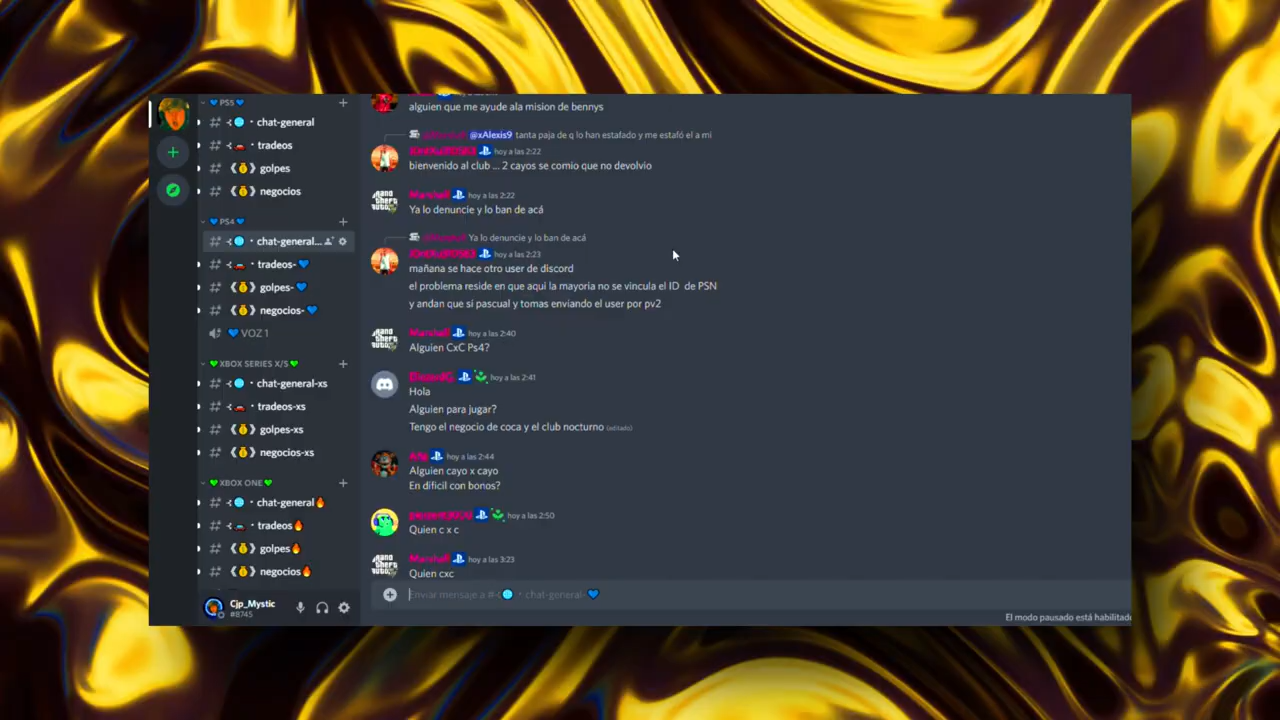 PS5
chat-general
tradeos
golpes
negocios
PS4
chat-general...
tradeos-
golpes-
negocios-
VOZ 1
XBOX SERIES X/S
chat-general-xs
tradeos-xs
golpes-xs
negocios-xs
XBOX ONE
chat-general
tradeos
golpes
negocios
Cjp_Mystic
#8745
alguien que me ayude ala mision de bennys
@xAlexis9 tanta paja de q lo han estafado y me estafó el a mi
hoy a las 2:22
bienvenido al club ... 2 cayos se comio que no devolvio
Marshall hoy a las 2:22
Ya lo denuncie y lo ban de acá
Ya lo denuncie y lo ban de acá
hoy a las 2:23
mañana se hace otro user de discord
el problema reside en que aqui la mayoria no se vincula el ID de PSN
y andan que si pascual y tomas enviando el user por pv2
Marshall hoy a las 2:40
Alguien CxC Ps4?
hoy a las 2:41
Hola
Alguien para jugar?
Tengo el negocio de coca y el club nocturno (editado)
hoy a las 2:44
Alguien cayo x cayo
En díficil con bonos?
hoy a las 2:50
Quien c x c
Marshall hoy a las 3:23
Quien cxc
Enviar mensaje a # chat-general-
El modo pausado está habilitado